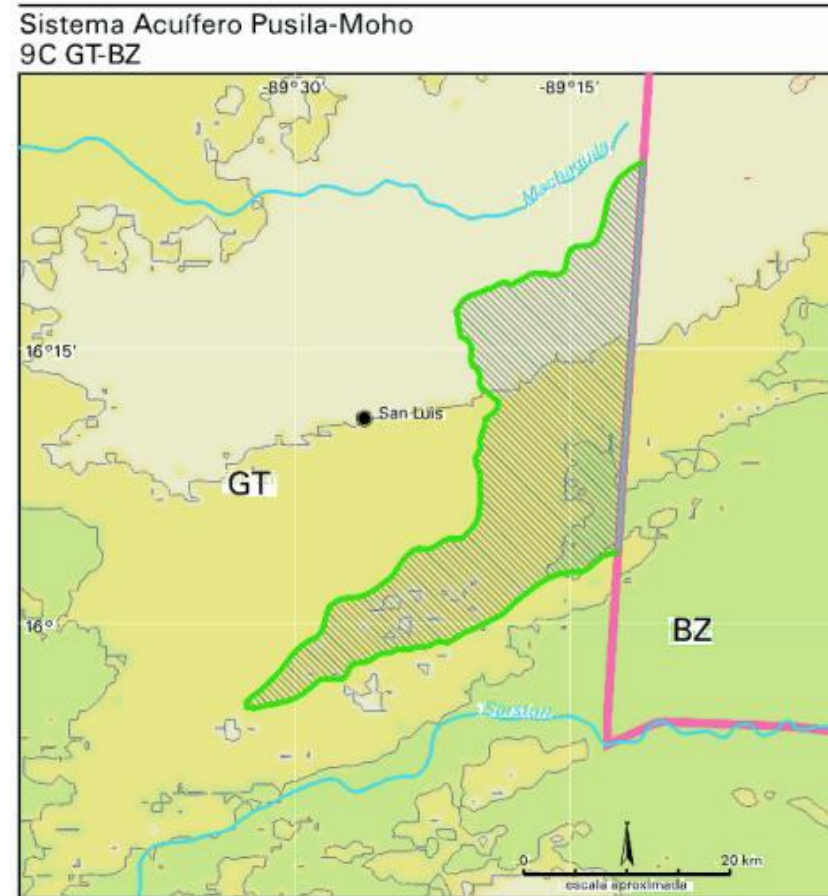 Sistema Acuífero Pusila-Moho
9C GT-BZ
-89°30'
-89°15'
16°15'
San Luis
GT
16°
BZ
0
20 km
escala aproximada